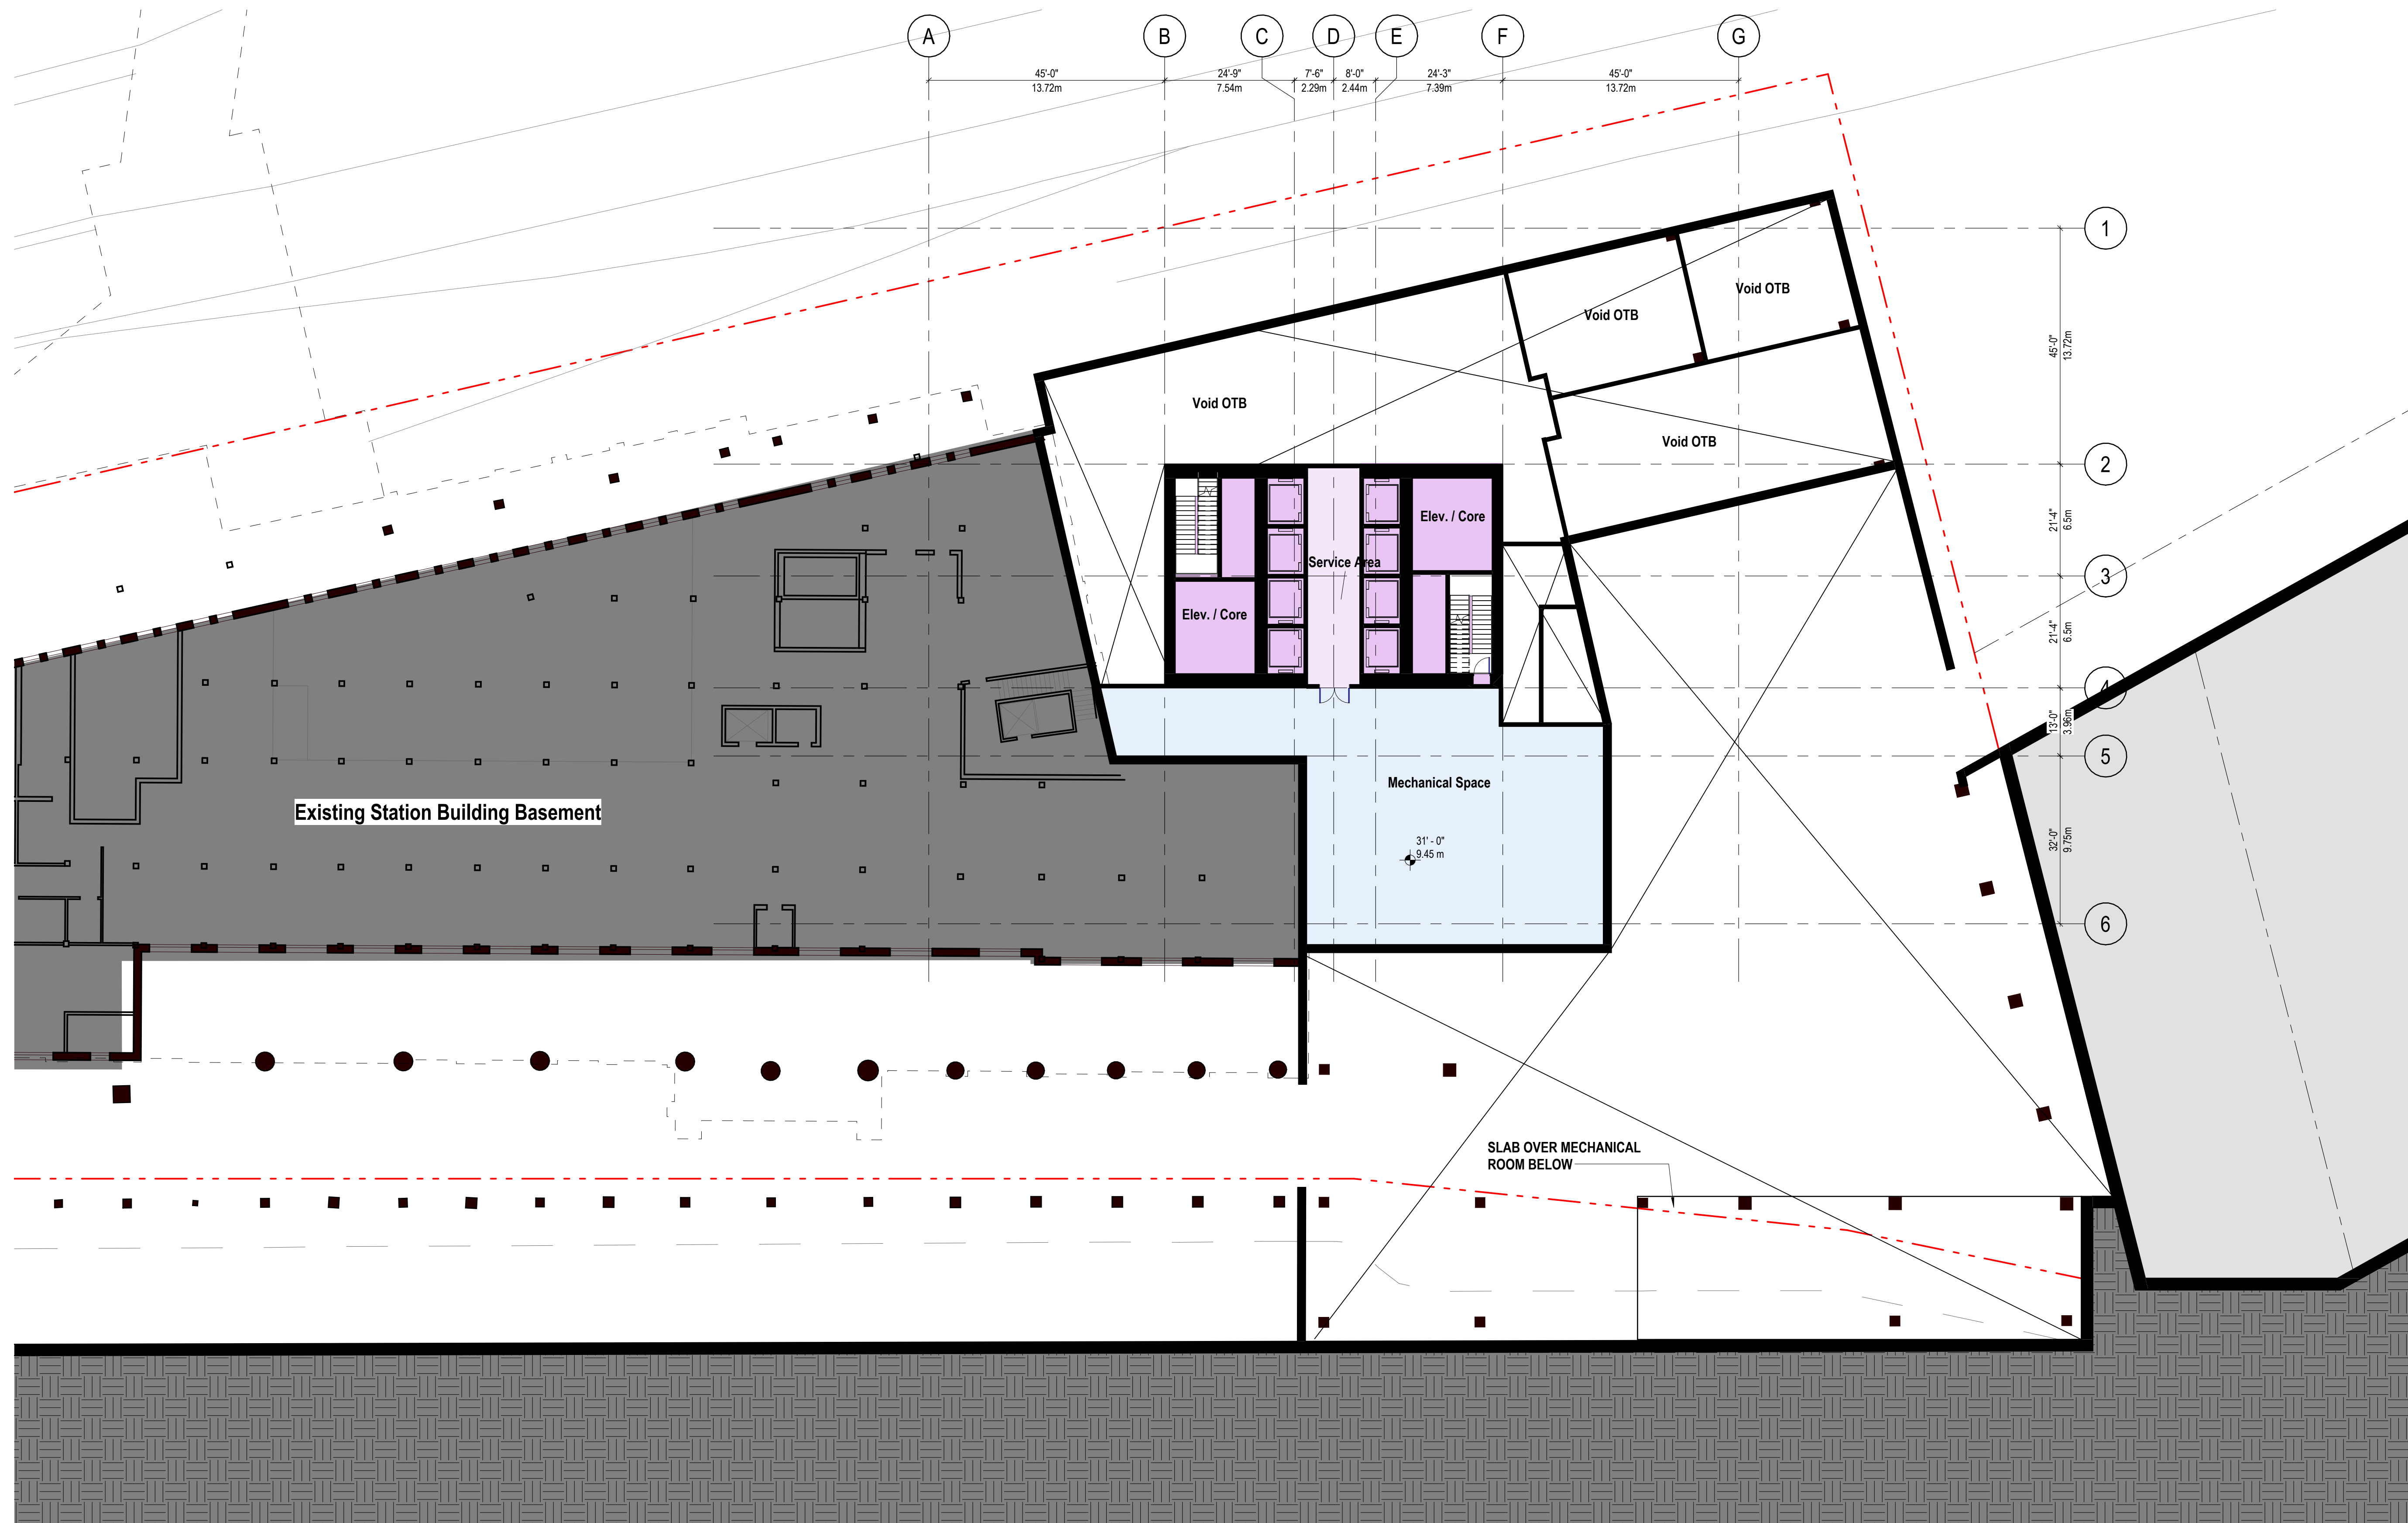 A
B
C
D
E
F
G
45'-0"
13.72m
24'-9"
7.54m
7'-6"
2.29m
8'-0"
2.44m
24'-3"
7.39m
45'-0"
13.72m
1
2
3
4
5
6
45'-0"
13.72m
21'-4"
6.5m
21'-4"
6.5m
13'-0"
3.96m
32'-0"
9.75m
Void OTB
Void OTB
Void OTB
Void OTB
Elev. / Core
Service Area
Elev. / Core
Mechanical Space
31' - 0"
9.45 m
Existing Station Building Basement
SLAB OVER MECHANICAL
ROOM BELOW